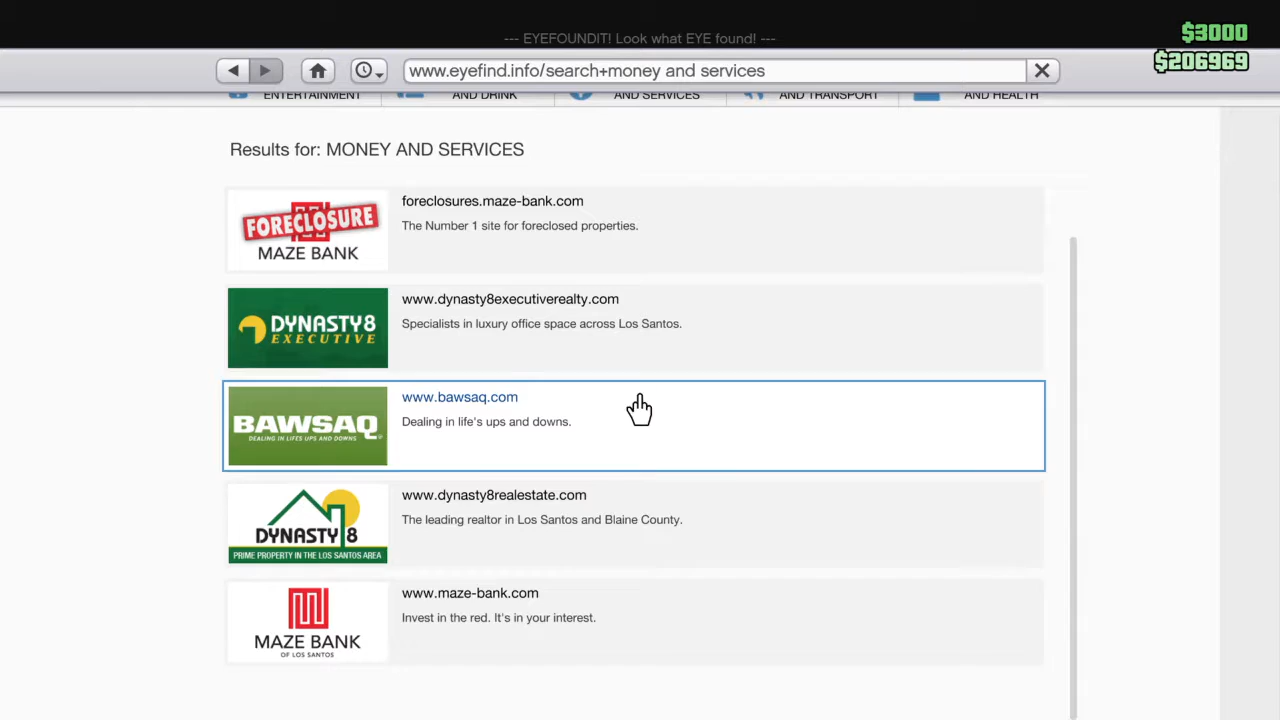 --- EYEFOUNDIT! Look what EYE found! ---
$3000
$206969
www.eyefind.info/search+money and services
ENTERTAINMENT AND DRINK AND SERVICES AND TRANSPORT AND HEALTH
Results for: MONEY AND SERVICES
FORECLOSURE
MAZE BANK
foreclosures.maze-bank.com
The Number 1 site for foreclosed properties.
DYNASTY8
EXECUTIVE
www.dynasty8executiverealty.com
Specialists in luxury office space across Los Santos.
BAWSAQ
DEALING IN LIFES UPS AND DOWNS
www.bawsaq.com
Dealing in life's ups and downs.
DYNASTY 8
PRIME PROPERTY IN THE LOS SANTOS AREA
www.dynasty8realestate.com
The leading realtor in Los Santos and Blaine County.
MAZE BANK
OF LOS SANTOS
www.maze-bank.com
Invest in the red. It's in your interest.